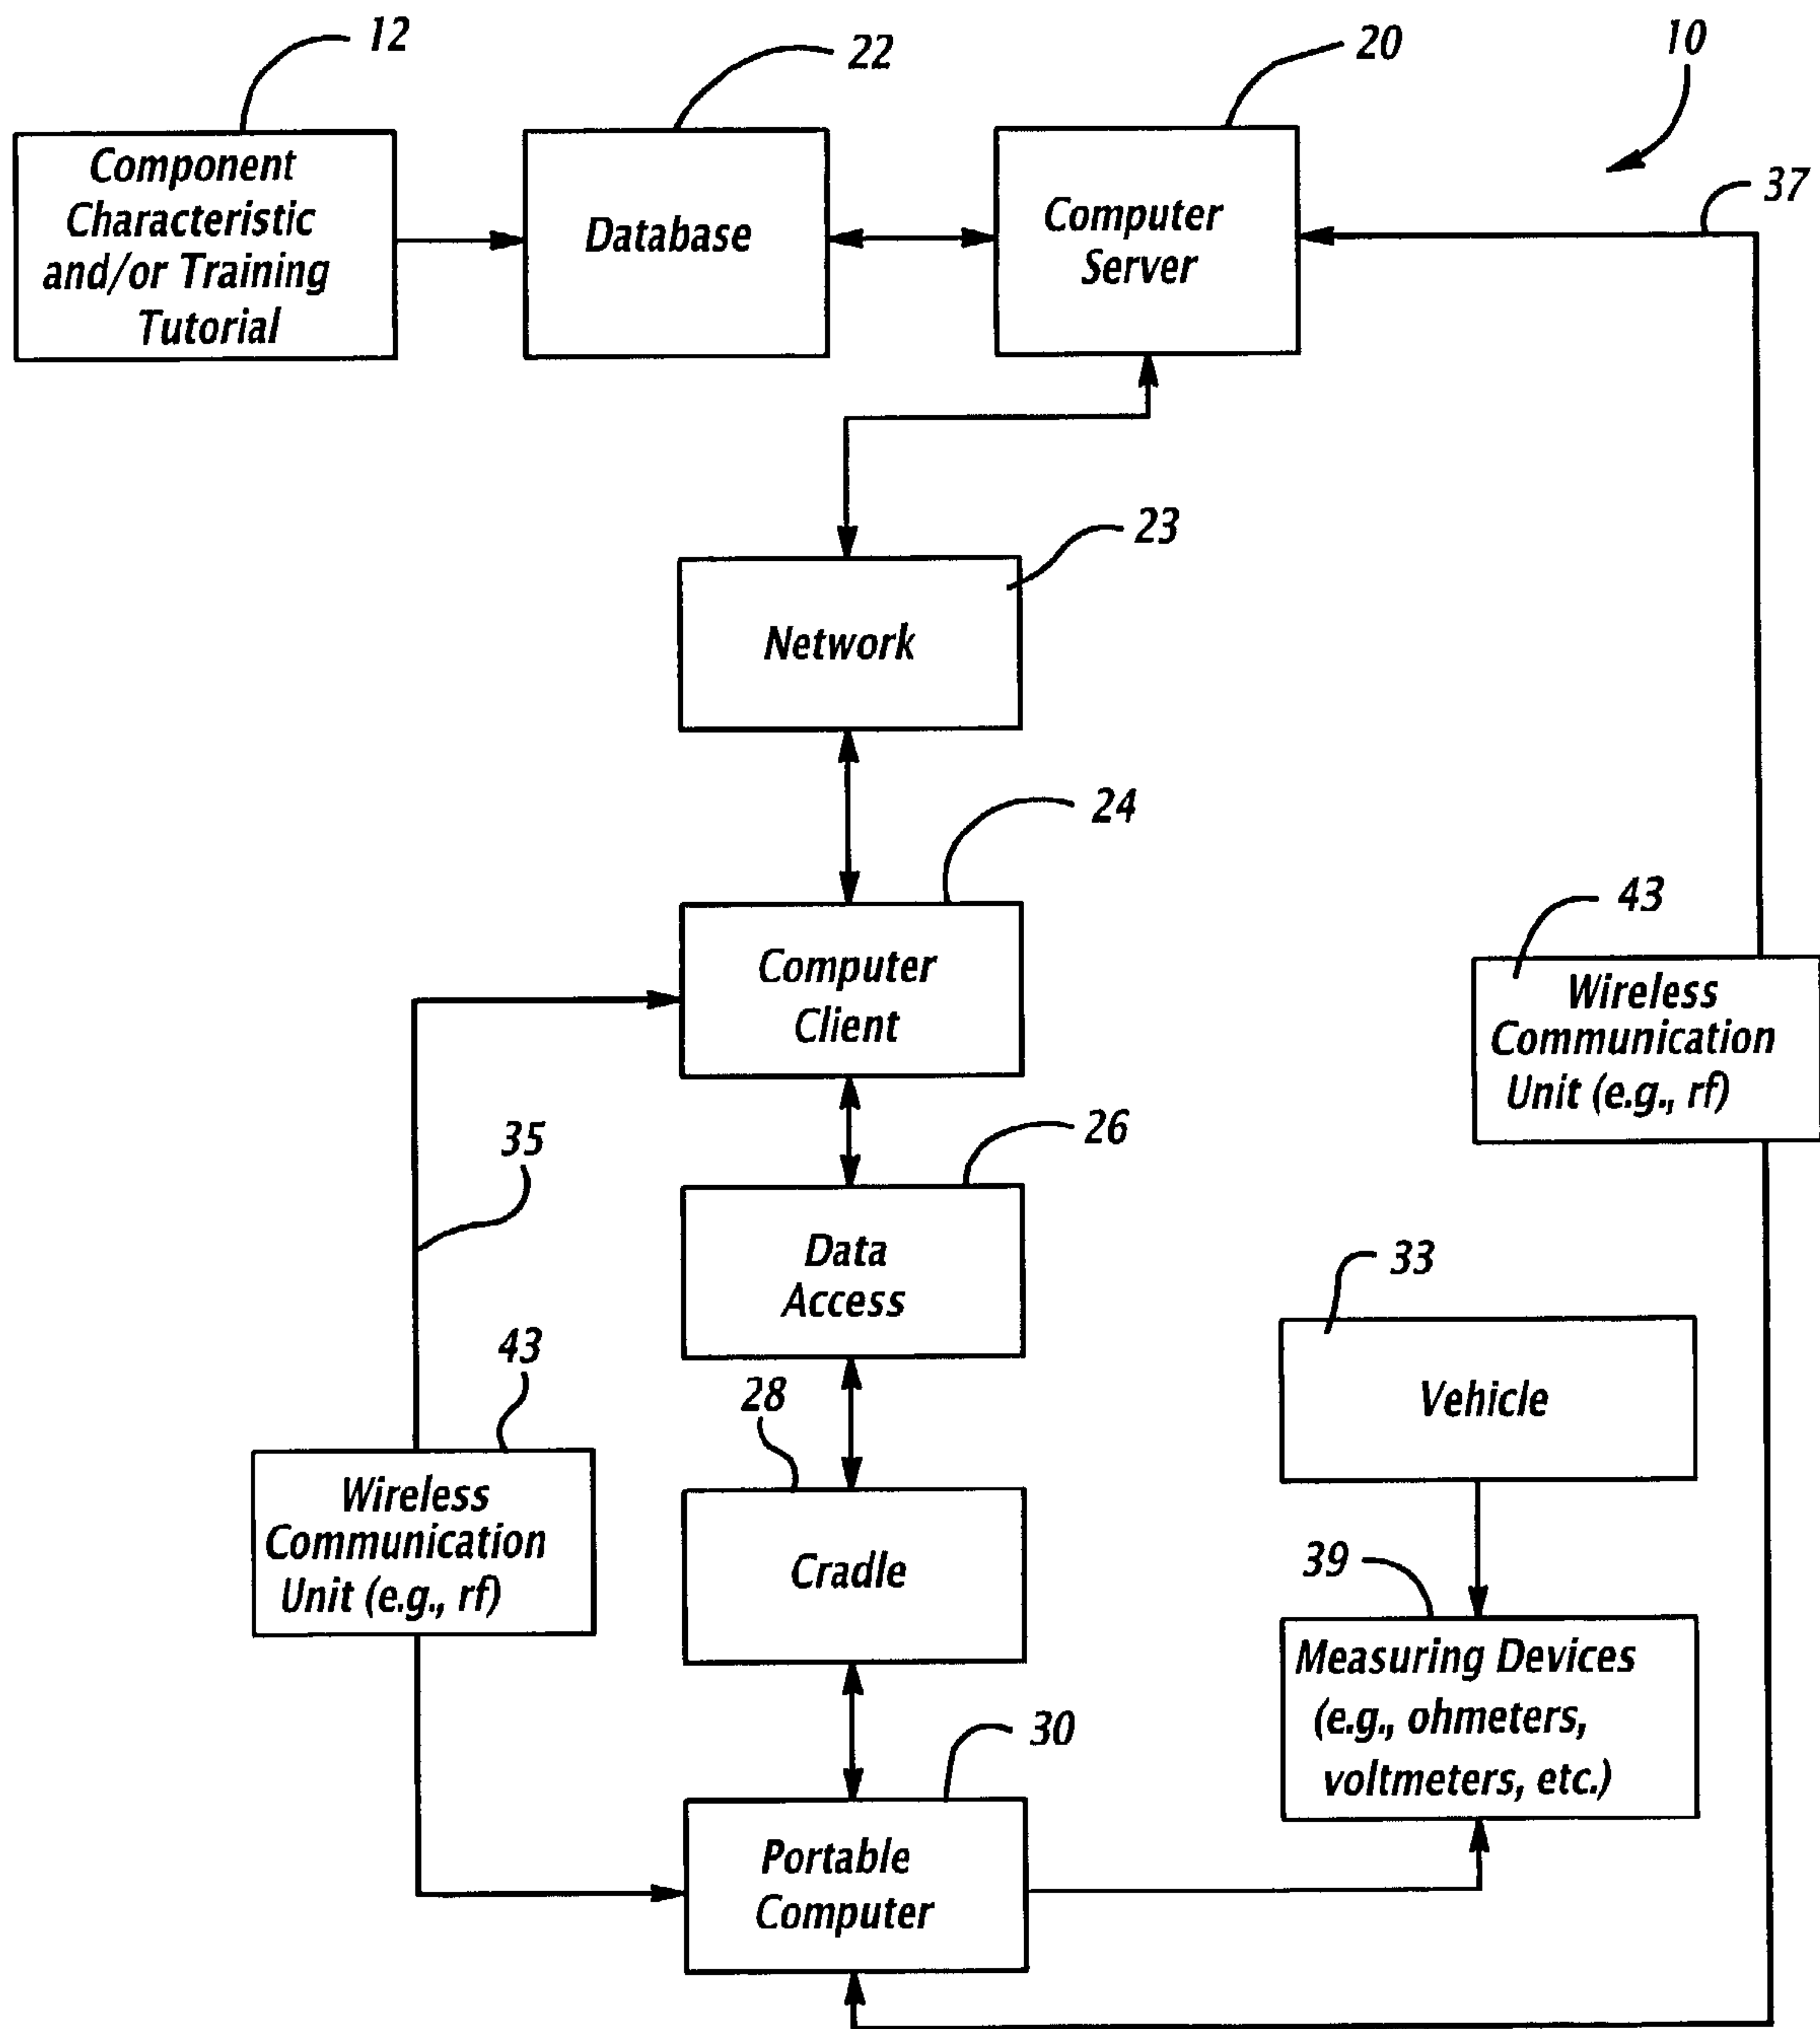 12
22
20
10
Component
Characteristic
and/or Training
Tutorial
Database
Computer
Server
37
23
Network
24
Computer
Client
43
Wireless
Communication
Unit (e.g., rf)
35
26
Data
Access
33
Vehicle
43
Wireless
Communication
Unit (e.g., rf)
28
Cradle
39
Measuring Devices
(e.g., ohmeters,
voltmeters, etc.)
30
Portable
Computer